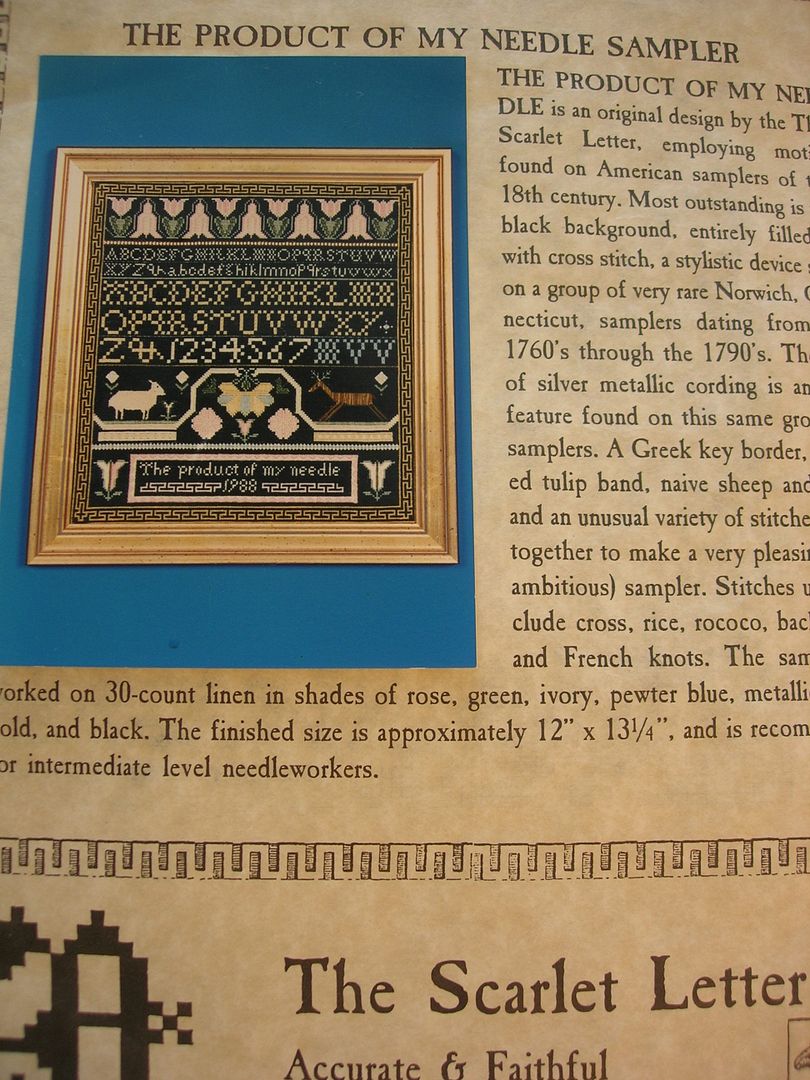 THE PRODUCT OF MY NEEDLE SAMPLER
THE PRODUCT OF MY NEE
DLE is an original design by the Th
Scarlet Letter, employing moti
found on American samplers of t
18th century. Most outstanding is
black background, entirely filled
with cross stitch, a stylistic device
on a group of very rare Norwich, C
necticut, samplers dating from
1760's through the 1790's. Th
of silver metallic cording is an
feature found on this same gro
samplers. A Greek key border,
ed tulip band, naive sheep and
and an unusual variety of stitche
together to make a very pleasi
ambitious) sampler. Stitches u
clude cross, rice, rococo, bac
and French knots. The sam
orked on 30-count linen in shades of rose, green, ivory, pewter blue, metalli
old, and black. The finished size is approximately 12" x 13¼", and is recom
or intermediate level needleworkers.
ABCDEFGHIKLMNOPQRSTUVW
XYZ&abcdefghiklmnopqrstuvwx
ABCDEFGHIKLMN
OPQRSTUVWXY
Z&1234567
The product of my needle
1988
The Scarlet Letter
Accurate & Faithful